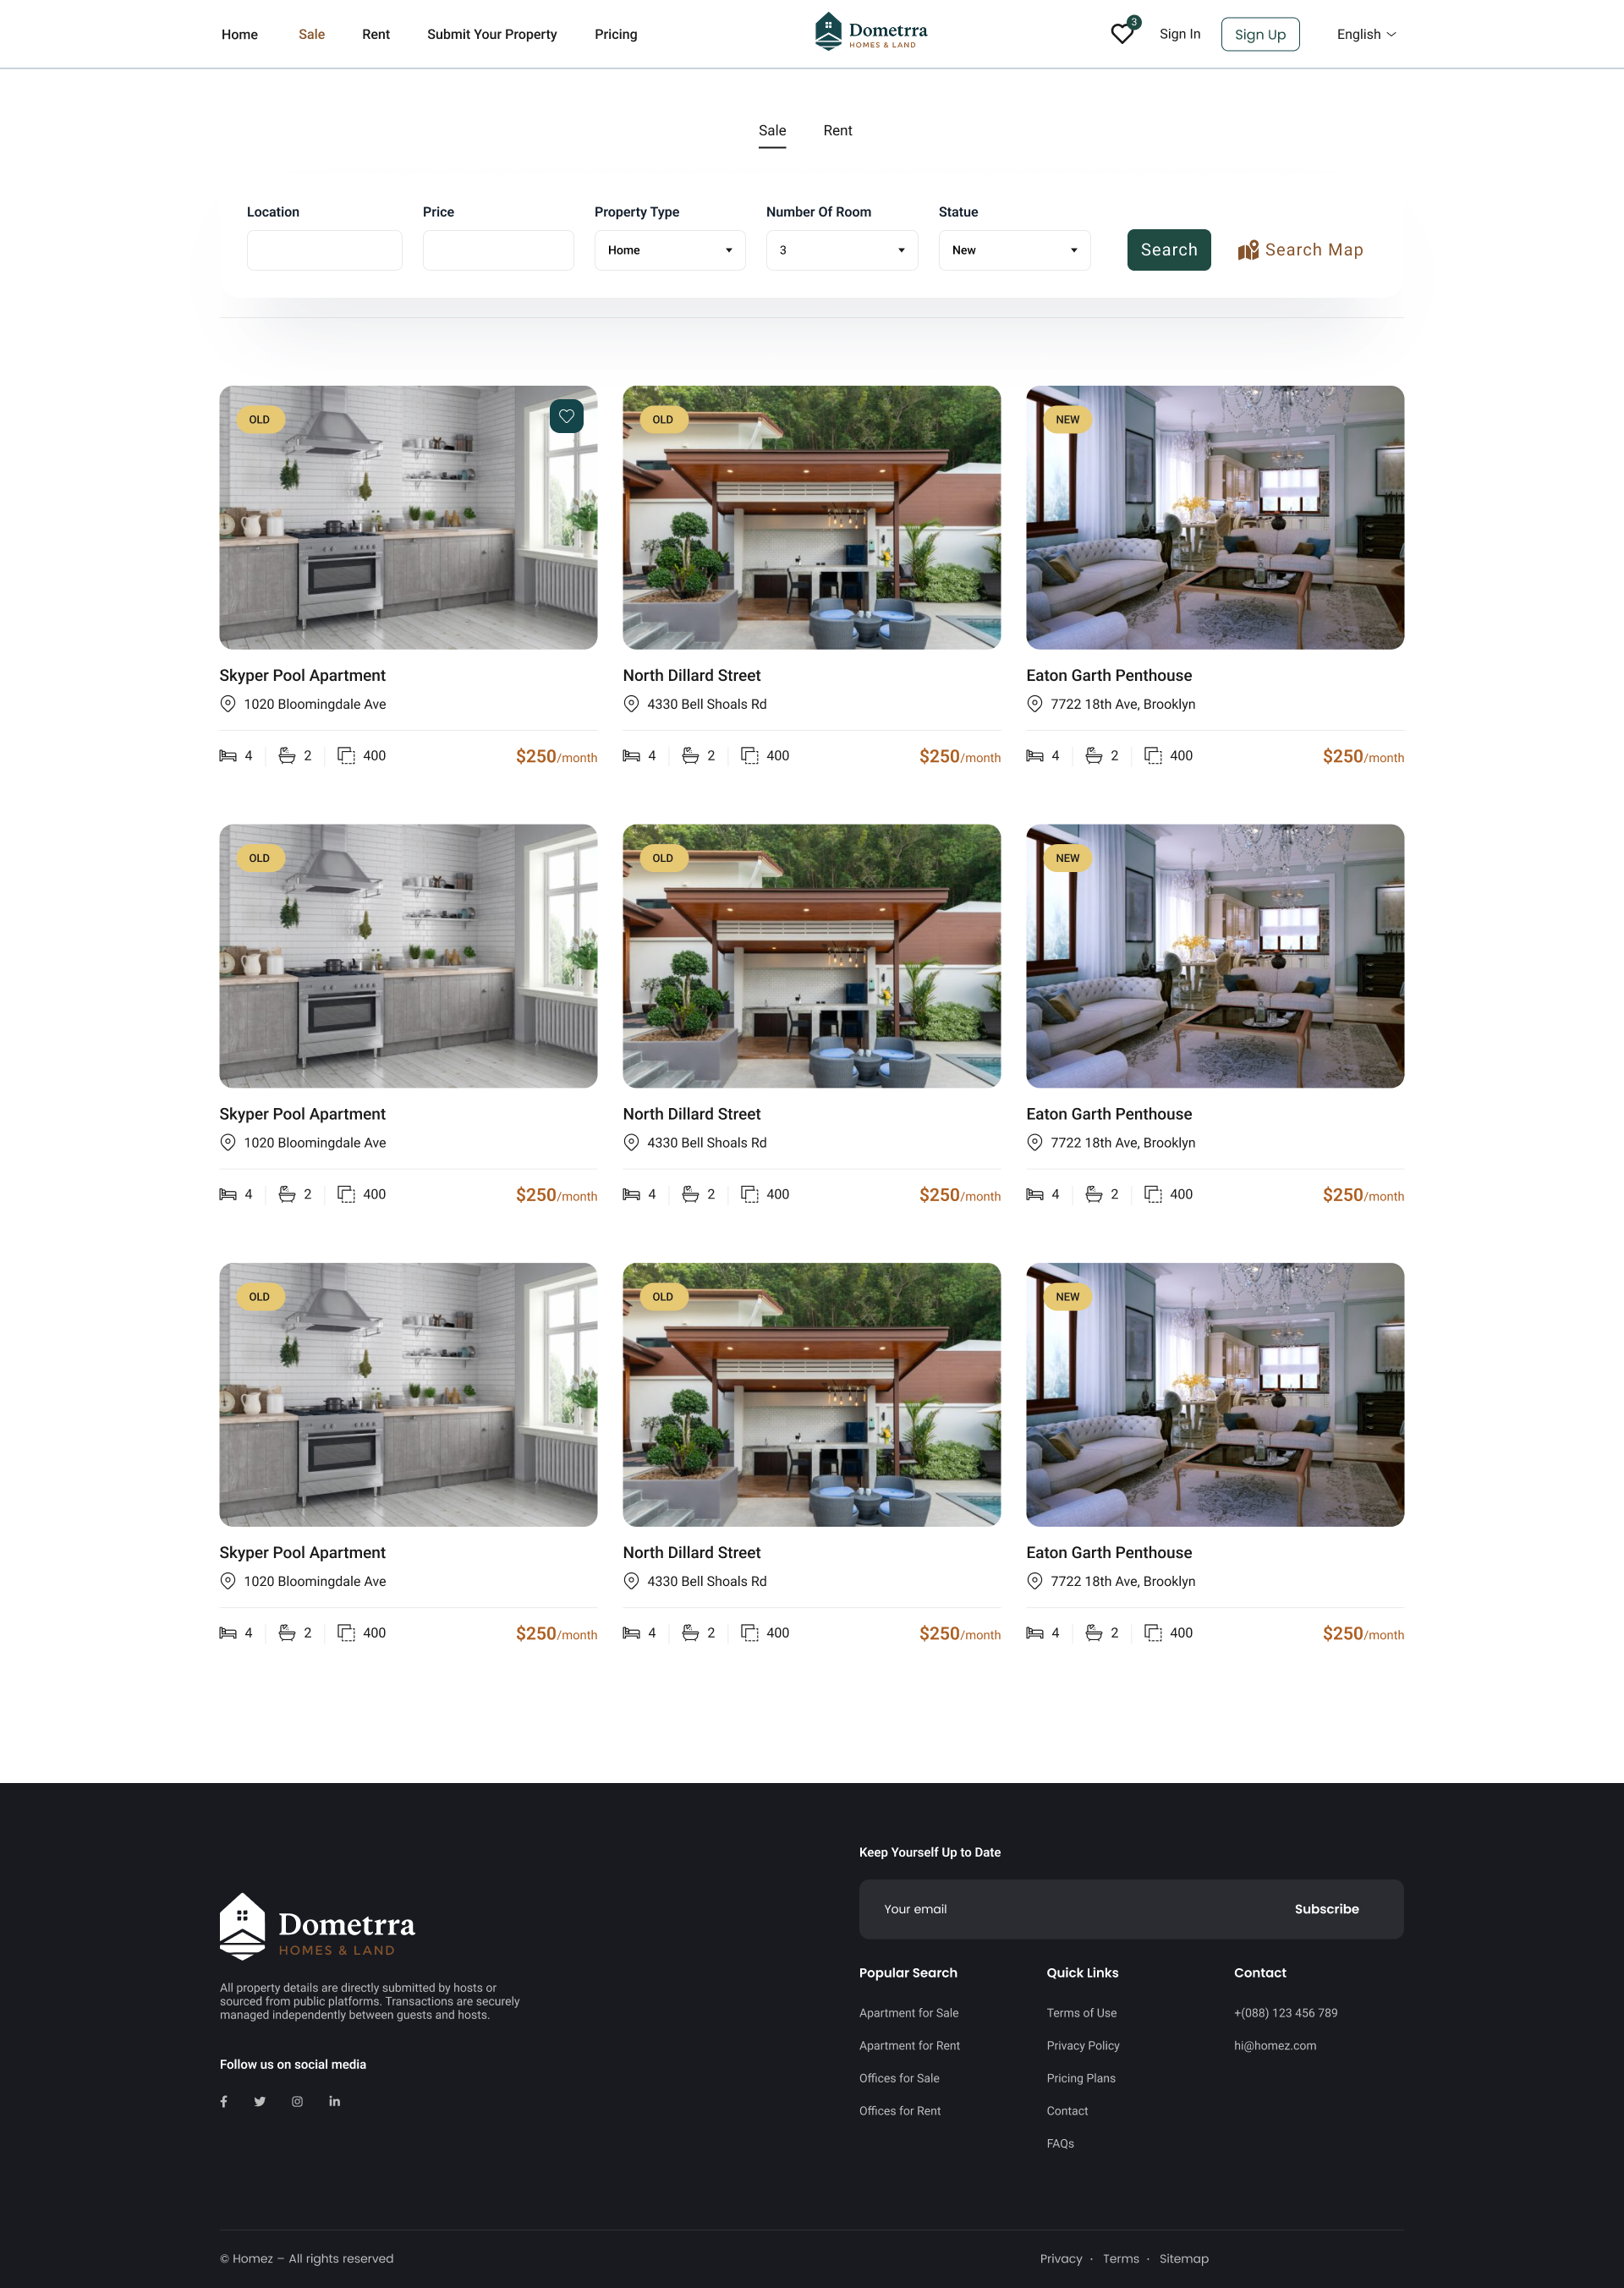 Home Sale Rent Submit Your Property Pricing Dometrra 3 Sign In Sign Up English
HOMES & LAND
Sale Rent
Location Price Property Type Number Of Room Statue
Home 3 New Search Search Map
OLD OLD NEW
Skyper Pool Apartment North Dillard Street Eaton Garth Penthouse
1020 Bloomingdale Ave 4330 Bell Shoals Rd 7722 18th Ave, Brooklyn
4 2 400 $250/month 4 2 400 $250/month 4 2 400 $250/month
OLD OLD NEW
Skyper Pool Apartment North Dillard Street Eaton Garth Penthouse
1020 Bloomingdale Ave 4330 Bell Shoals Rd 7722 18th Ave, Brooklyn
4 2 400 $250/month 4 2 400 $250/month 4 2 400 $250/month
OLD OLD NEW
Skyper Pool Apartment North Dillard Street Eaton Garth Penthouse
1020 Bloomingdale Ave 4330 Bell Shoals Rd 7722 18th Ave, Brooklyn
4 2 400 $250/month 4 2 400 $250/month 4 2 400 $250/month
Dometrra
HOMES & LAND
All property details are directly submitted by hosts or
sourced from public platforms. Transactions are securely
managed independently between guests and hosts.
Follow us on social media
Keep Yourself Up to Date
Your email Subscribe
Popular Search
Apartment for Sale
Apartment for Rent
Offices for Sale
Offices for Rent
Quick Links
Terms of Use
Privacy Policy
Pricing Plans
Contact
FAQs
Contact
+(088) 123 456 789
hi@homez.com
© Homez – All rights reserved Privacy · Terms · Sitemap